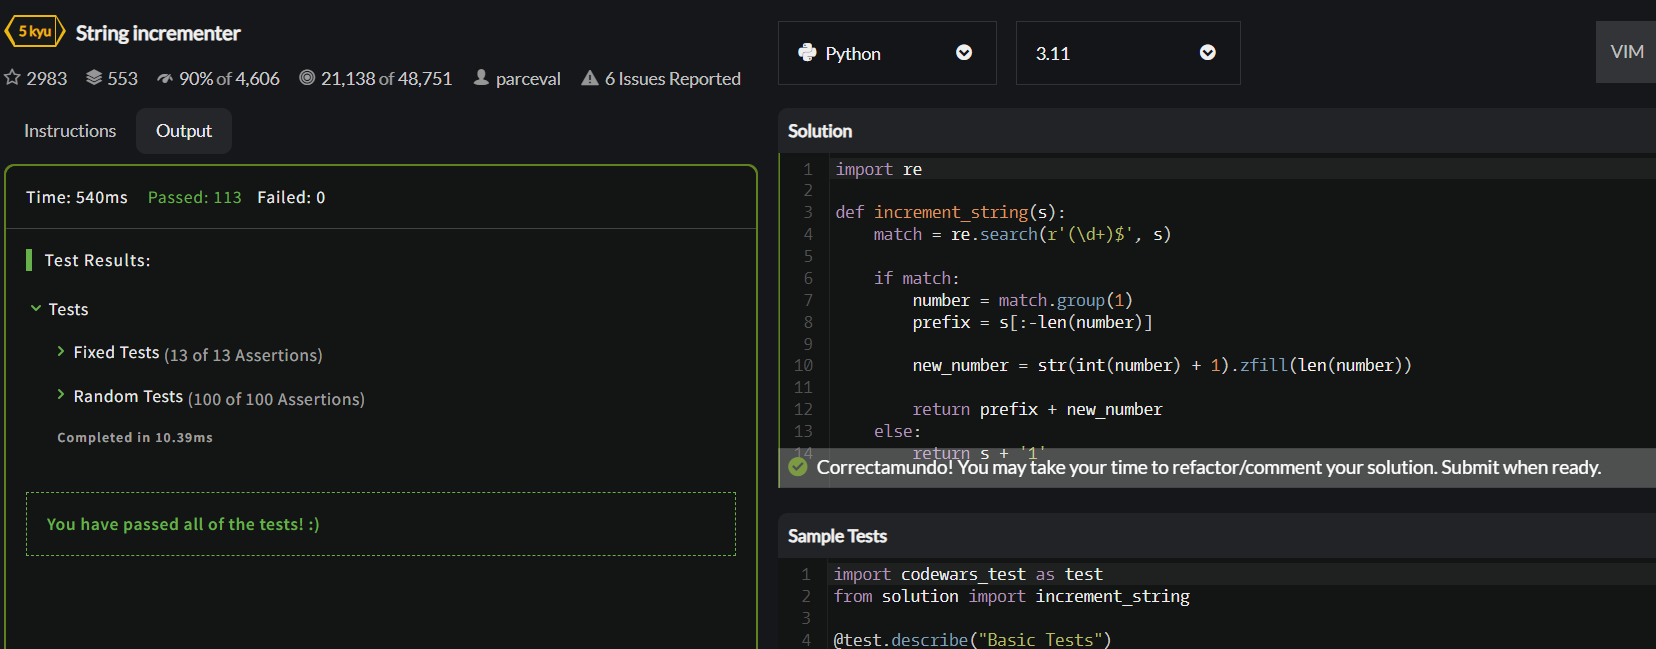 5 kyu String incrementer
2983 553 90% of 4,606 21,138 of 48,751 parceval 6 Issues Reported
Instructions Output
Time: 540ms Passed: 113 Failed: 0
Test Results:
Tests
Fixed Tests (13 of 13 Assertions)
Random Tests (100 of 100 Assertions)
Completed in 10.39ms
You have passed all of the tests! :)
Python 3.11 VIM
Solution
1 import re
2
3 def increment_string(s):
4     match = re.search(r'(\d+)$', s)
5
6     if match:
7         number = match.group(1)
8         prefix = s[:-len(number)]
9
10         new_number = str(int(number) + 1).zfill(len(number))
11
12         return prefix + new_number
13     else:
14         return s + '1'
Correctamundo! You may take your time to refactor/comment your solution. Submit when ready.
Sample Tests
1 import codewars_test as test
2 from solution import increment_string
3
4 @test.describe("Basic Tests")